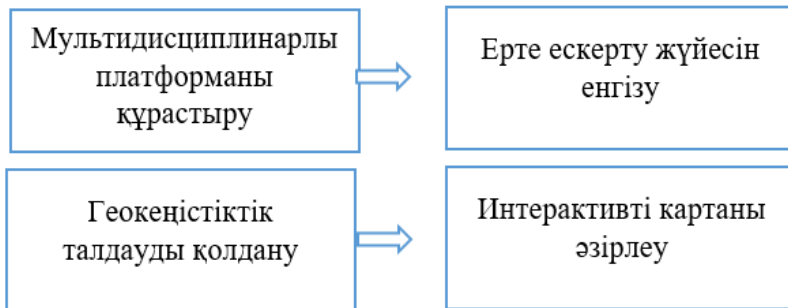 Мультидисциплинарлы
платформаны
құрастыру
Ерте ескерту жүйесін
енгізу
Геокеңістіктік
талдауды қолдану
Интерактивті картаны
әзірлеу